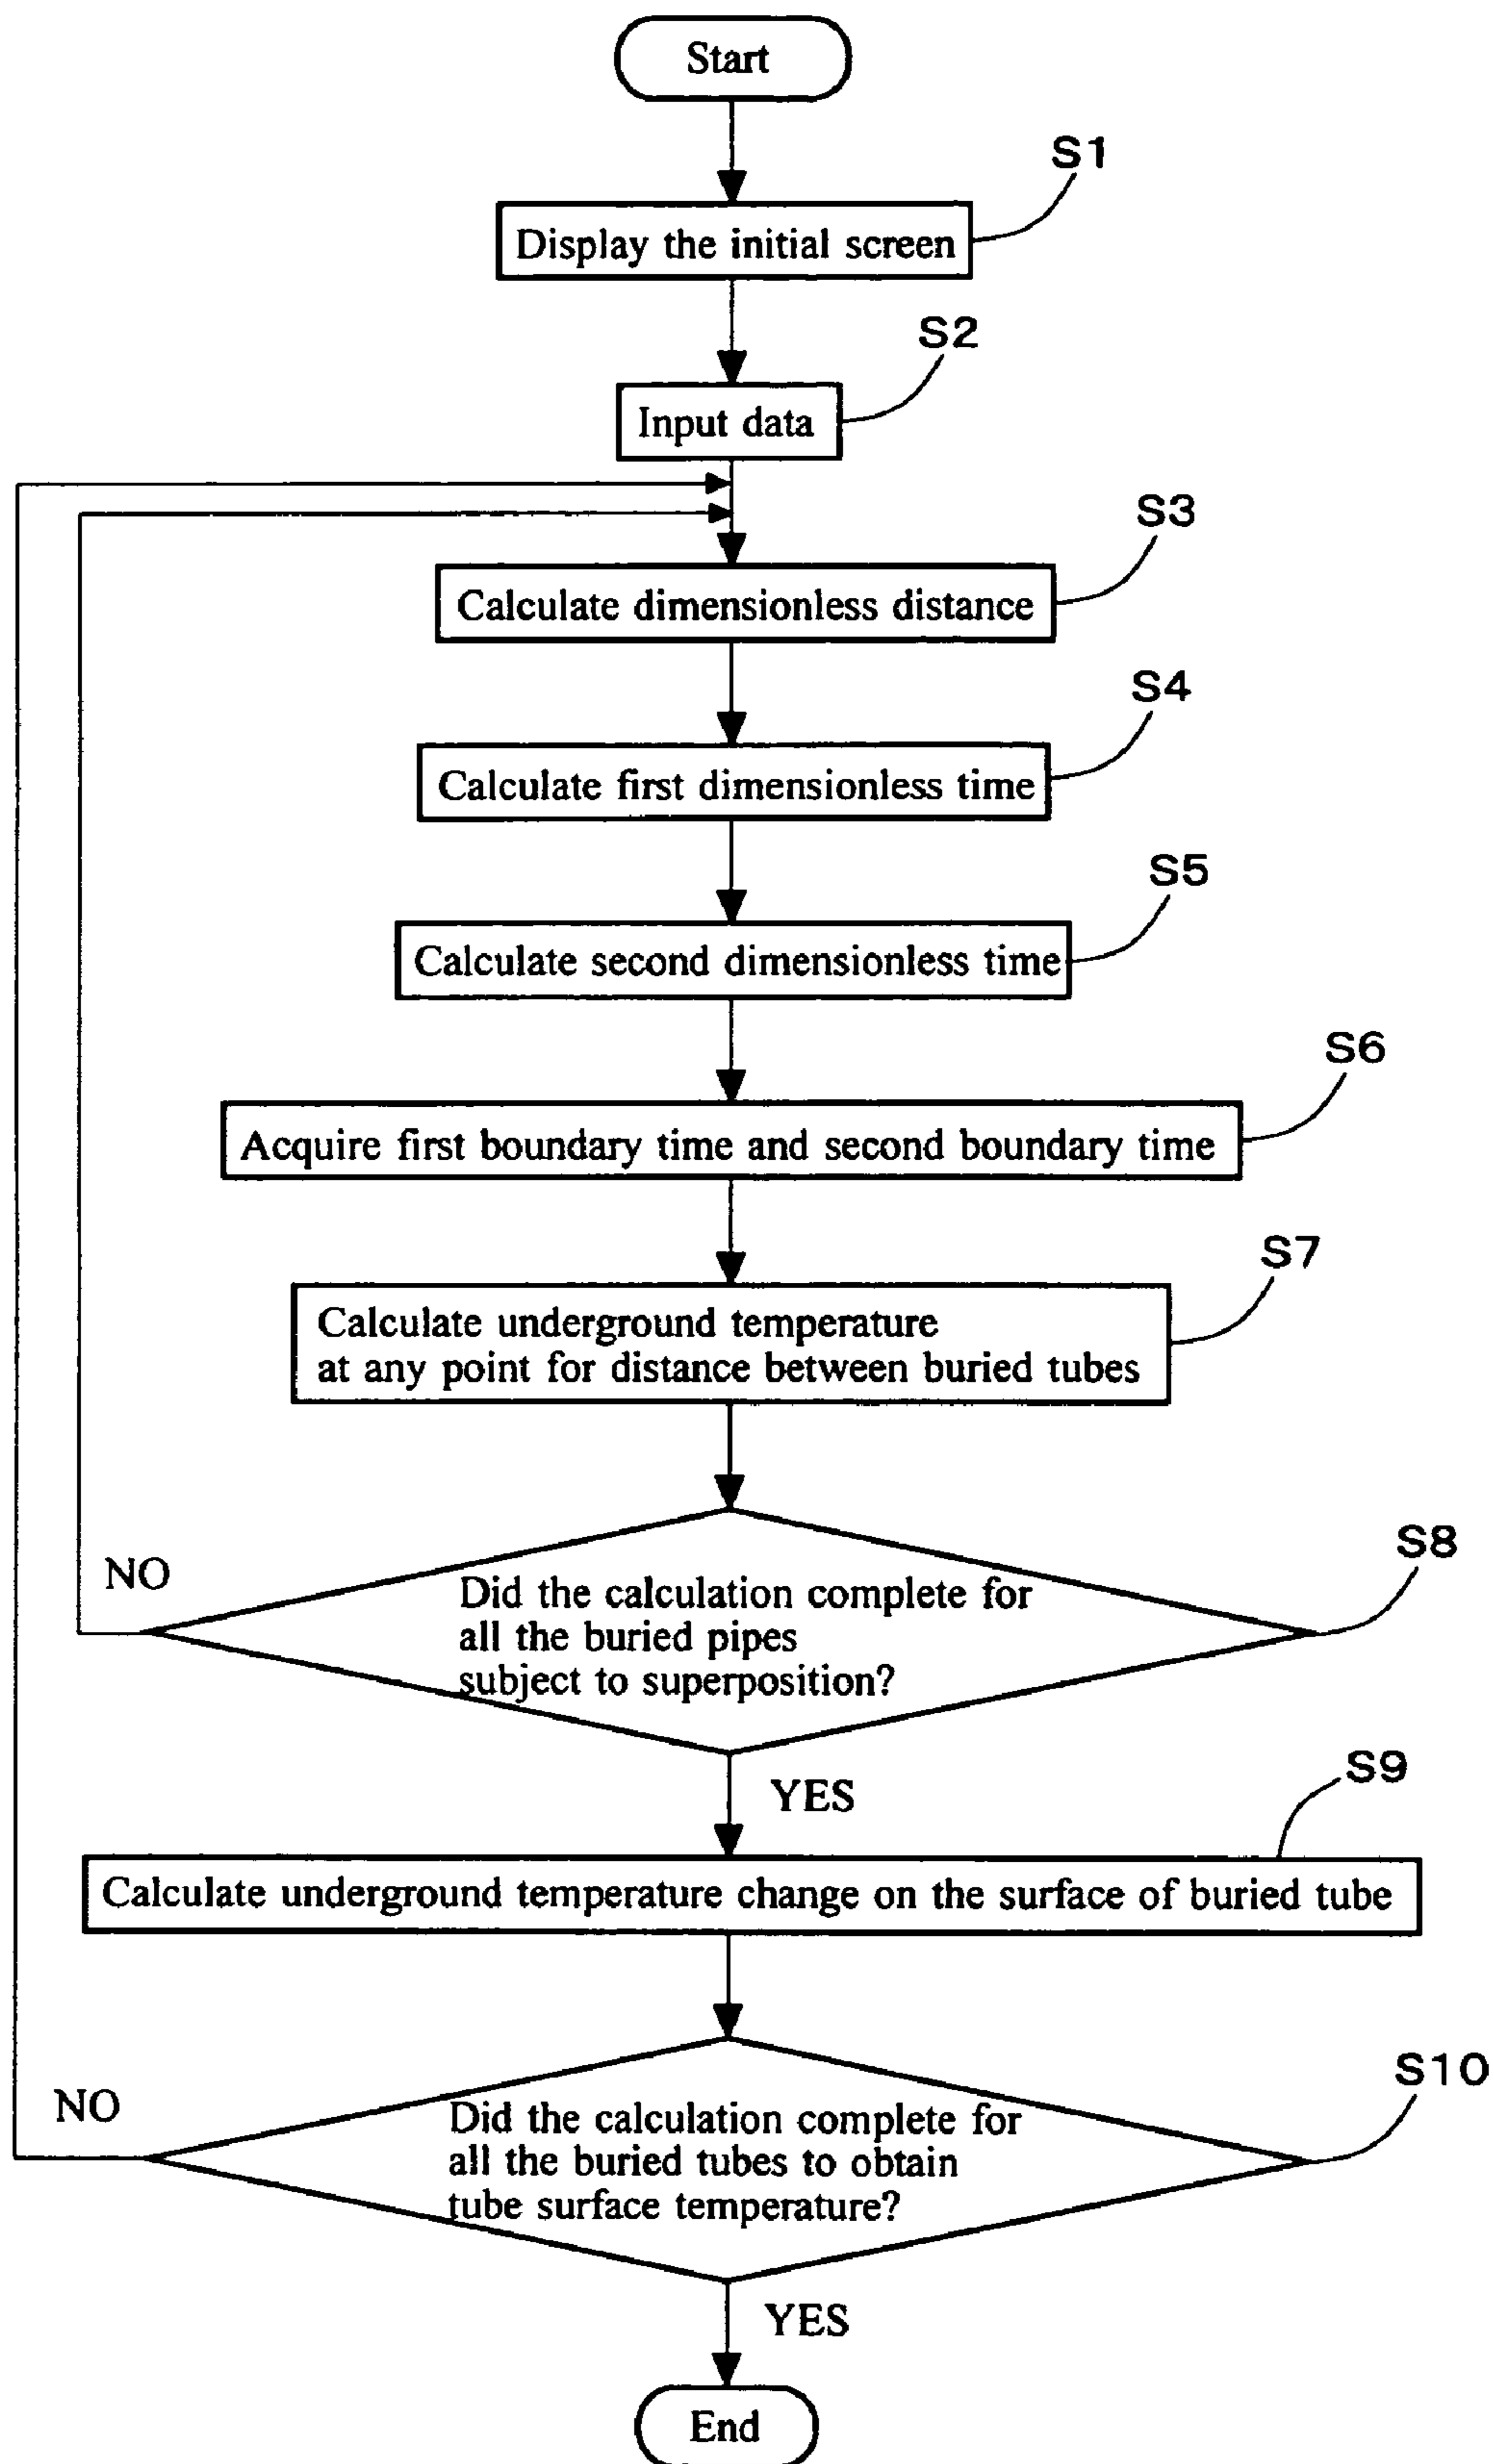 Start
S1
Display the initial screen
S2
Input data
S3
Calculate dimensionless distance
S4
Calculate first dimensionless time
S5
Calculate second dimensionless time
S6
Acquire first boundary time and second boundary time
S7
Calculate underground temperature
at any point for distance between buried tubes
S8
NO
Did the calculation complete for
all the buried pipes
subject to superposition?
YES
S9
Calculate underground temperature change on the surface of buried tube
S10
NO
Did the calculation complete for
all the buried tubes to obtain
tube surface temperature?
YES
End